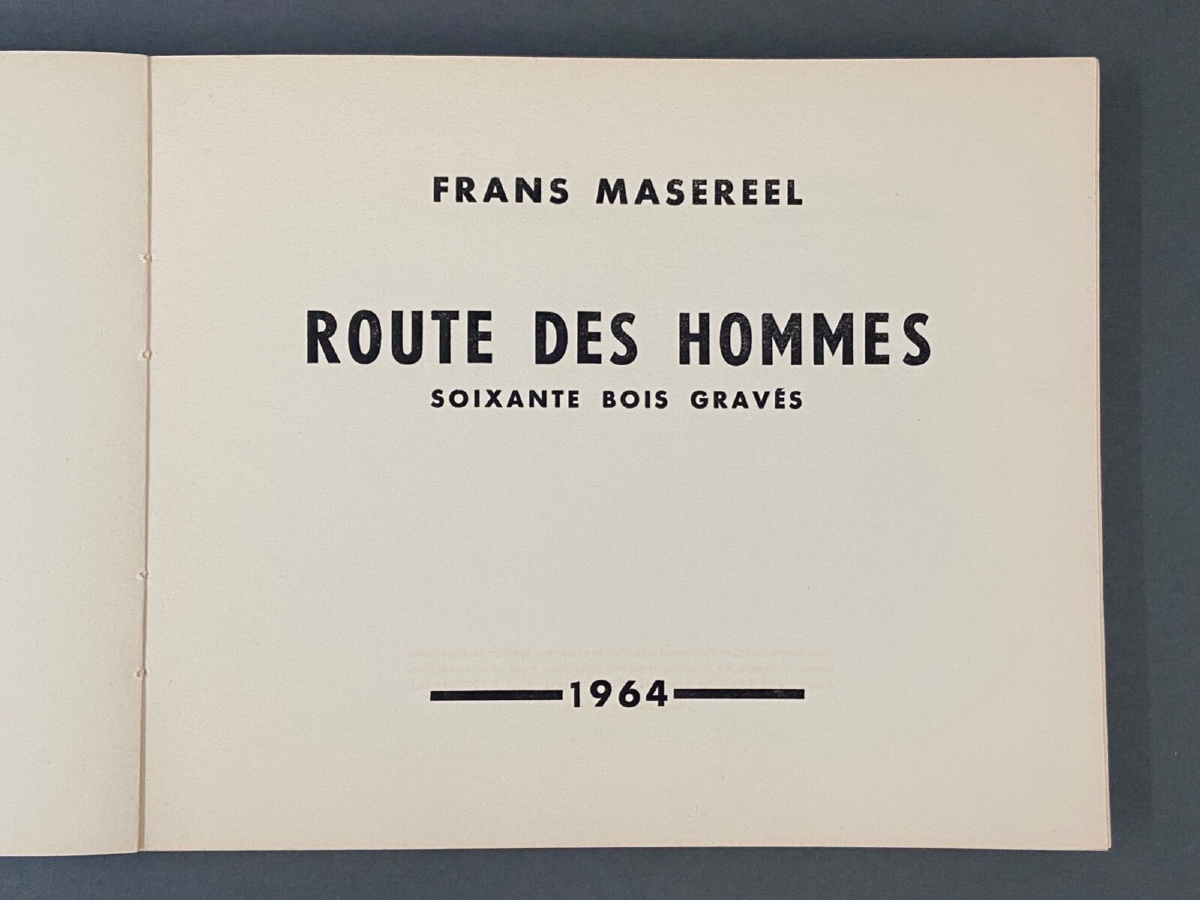 FRANS MASEREEL
ROUTE DES HOMMES
SOIXANTE BOIS GRAVÉS
1964